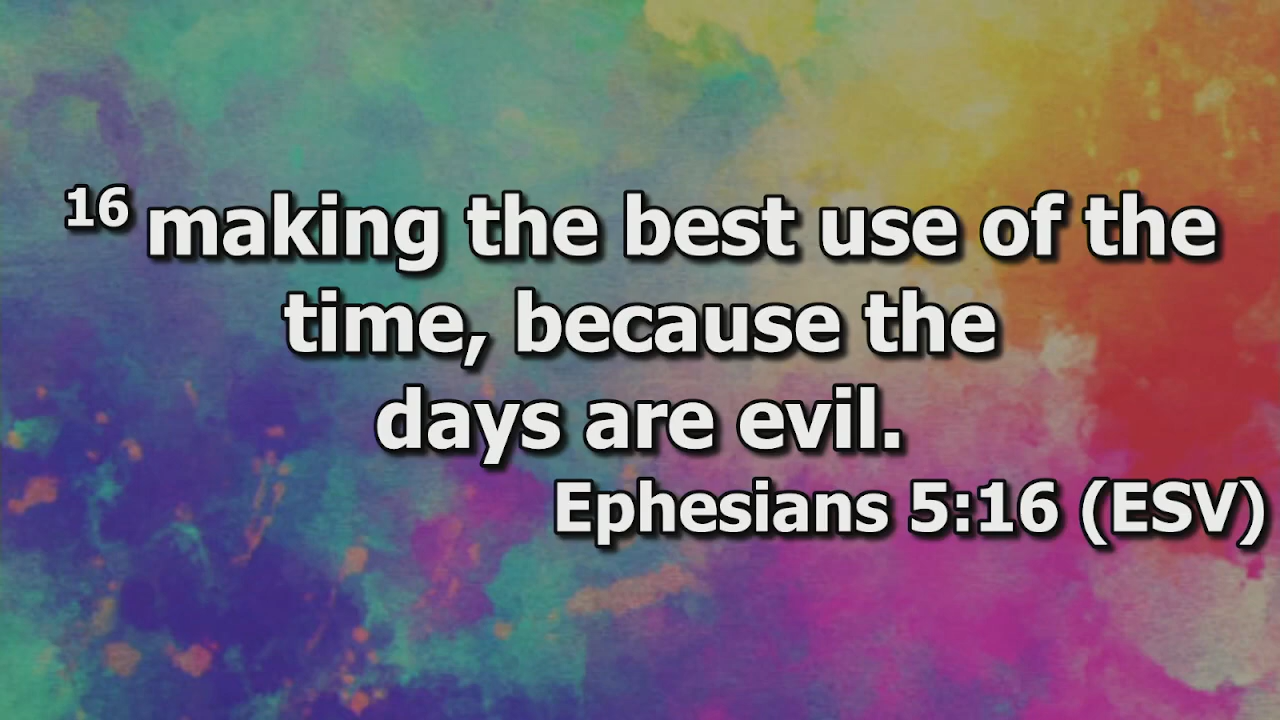 16 making the best use of the
time, because the
days are evil.
Ephesians 5:16 (ESV)